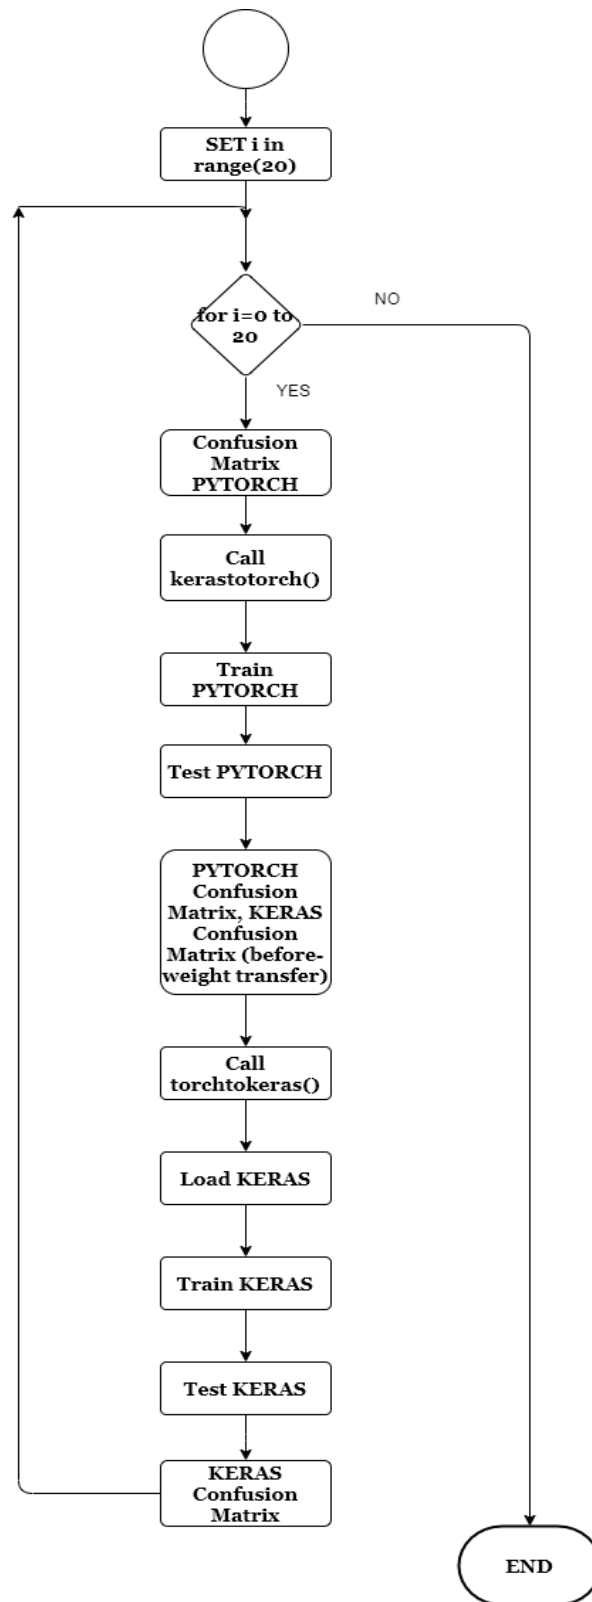 SET i in
range(20)
for i=0 to
20
NO
YES
Confusion
Matrix
PYTORCH
Call
kerastotorch()
Train
PYTORCH
Test PYTORCH
PYTORCH
Confusion
Matrix, KERAS
Confusion
Matrix (before-
weight transfer)
Call
torchtokeras()
Load KERAS
Train KERAS
Test KERAS
KERAS
Confusion
Matrix
END